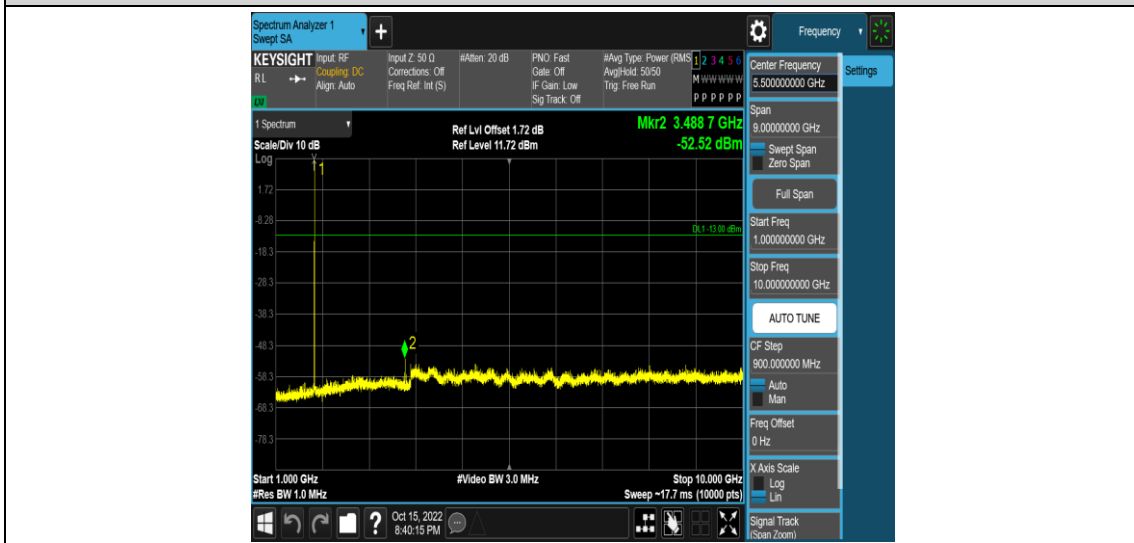 Spectrum Analyzer 1
Swept SA
+
Frequency
KEYSIGHT
RL
Input: RF
Coupling: DC
Align: Auto
Input Z: 50 Ω
Corrections: Off
Freq Ref: Int (S)
#Atten: 20 dB
PNO: Fast
Gate: Off
IF Gain: Low
Sig Track: Off
#Avg Type: Power (RMS
Avg|Hold: 50/50
Trig: Free Run
1 2 3 4 5 6
M W W W W W
P P P P P P
1 Spectrum
Scale/Div 10 dB
Ref Lvl Offset 1.72 dB
Ref Level 11.72 dBm
Mkr2 3.488 7 GHz
-52.52 dBm
Log
1
1.72
-8.28
DL1 -13.00 dBm
-18.3
-28.3
-38.3
-48.3
2
-58.3
-68.3
-78.3
Start 1.000 GHz
#Res BW 1.0 MHz
#Video BW 3.0 MHz
Stop 10.000 GHz
Sweep ~17.7 ms (10000 pts)
Oct 15, 2022
8:40:15 PM
?
Center Frequency
5.500000000 GHz
Settings
Span
9.00000000 GHz
Swept Span
Zero Span
Full Span
Start Freq
1.000000000 GHz
Stop Freq
10.000000000 GHz
AUTO TUNE
CF Step
900.000000 MHz
Auto
Man
Freq Offset
0 Hz
X Axis Scale
Log
Lin
Signal Track
(Span Zoom)